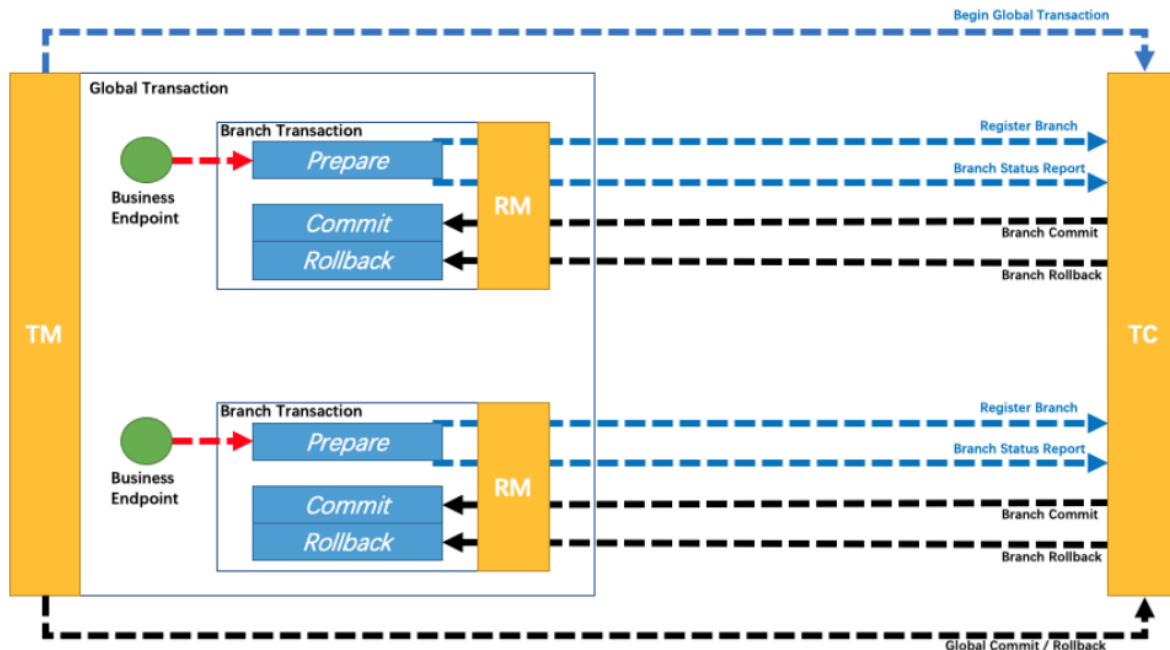 Begin Global Transaction
Global Transaction
Branch Transaction
Prepare
Register Branch
Branch Status Report
Business
Endpoint
RM
Commit
Branch Commit
Rollback
Branch Rollback
TM
TC
Branch Transaction
Prepare
Register Branch
Branch Status Report
Business
Endpoint
RM
Commit
Branch Commit
Rollback
Branch Rollback
Global Commit / Rollback